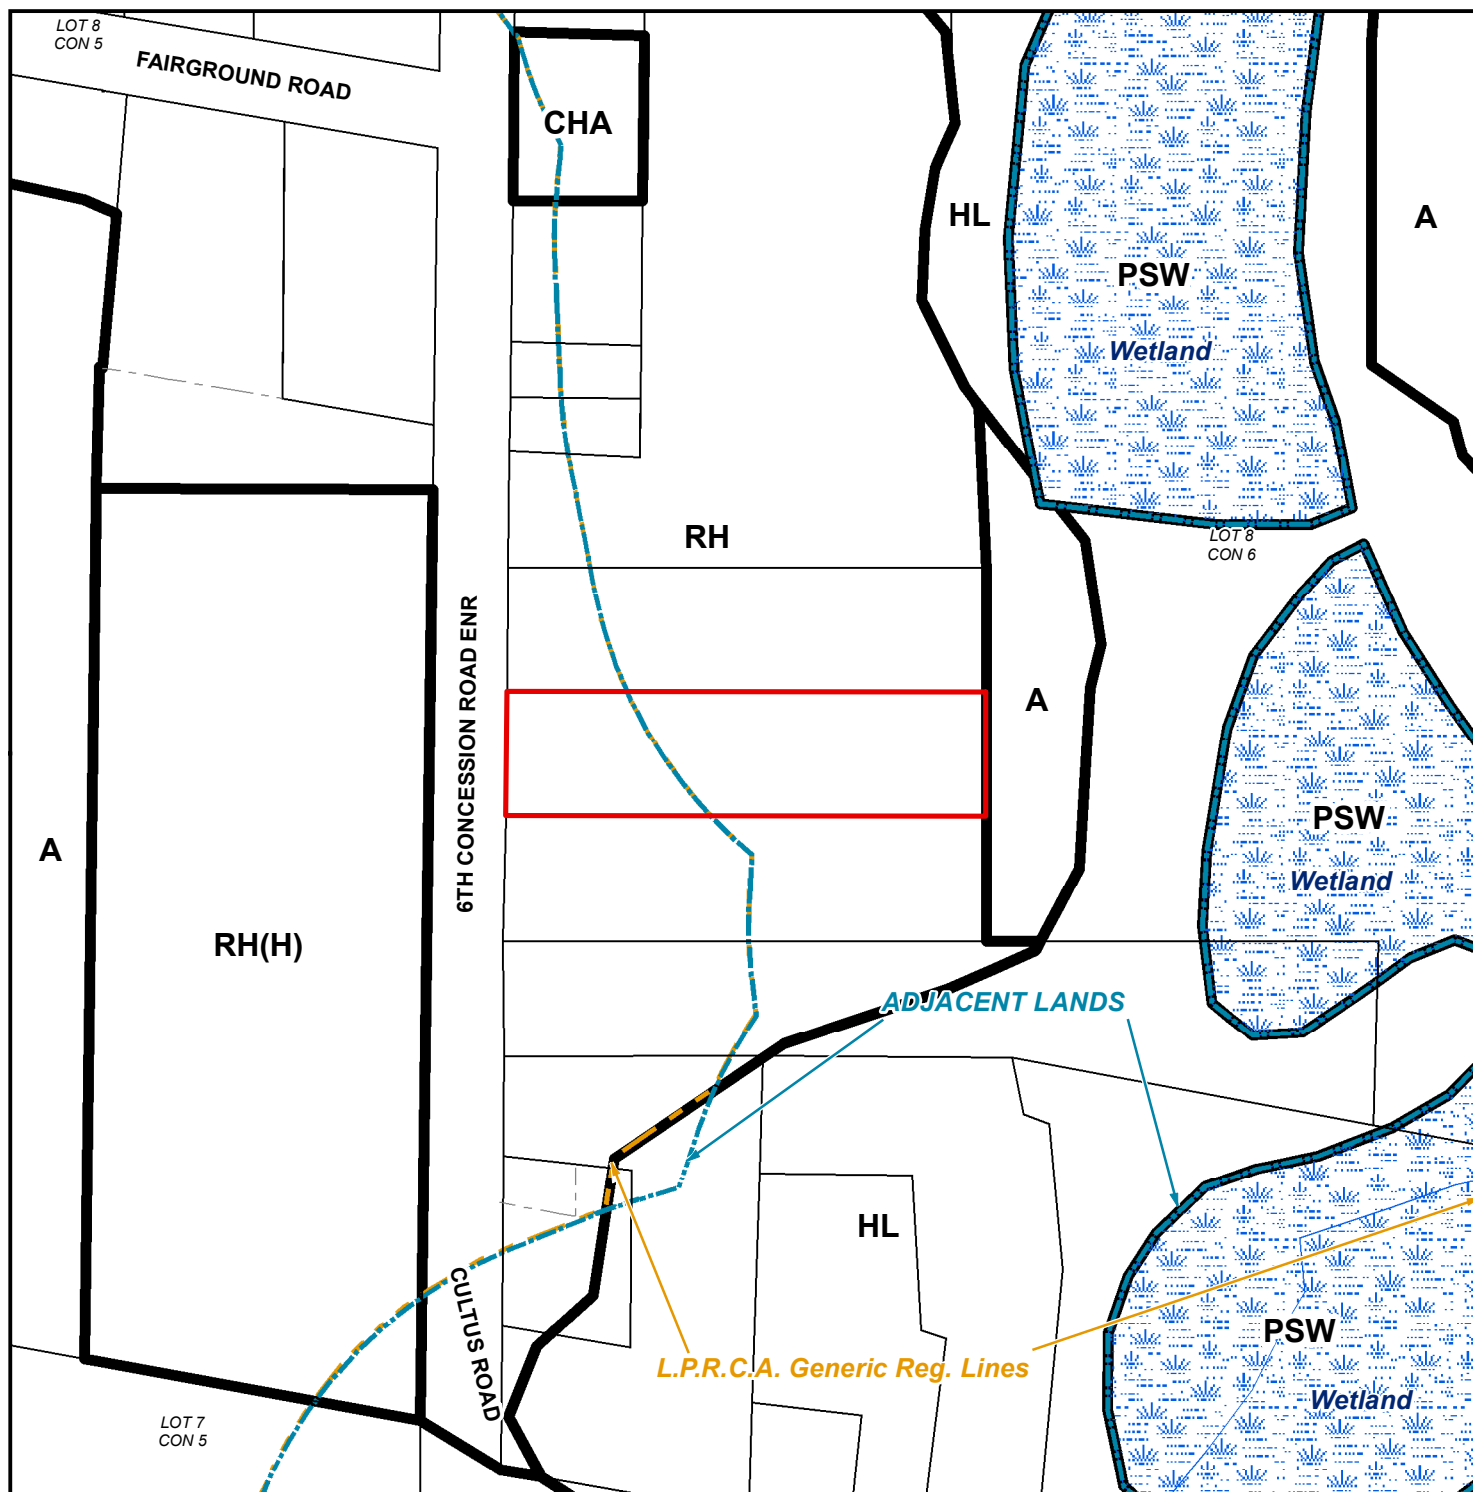 LOT 8
CON 5
FAIRGROUND ROAD
CHA
HL
A
PSW
Wetland
RH
LOT 8
CON 6
6TH CONCESSION ROAD ENR
A
PSW
Wetland
A
RH(H)
ADJACENT LANDS
HL
CULTUS ROAD
PSW
L.P.R.C.A. Generic Reg. Lines
Wetland
LOT 7
CON 5